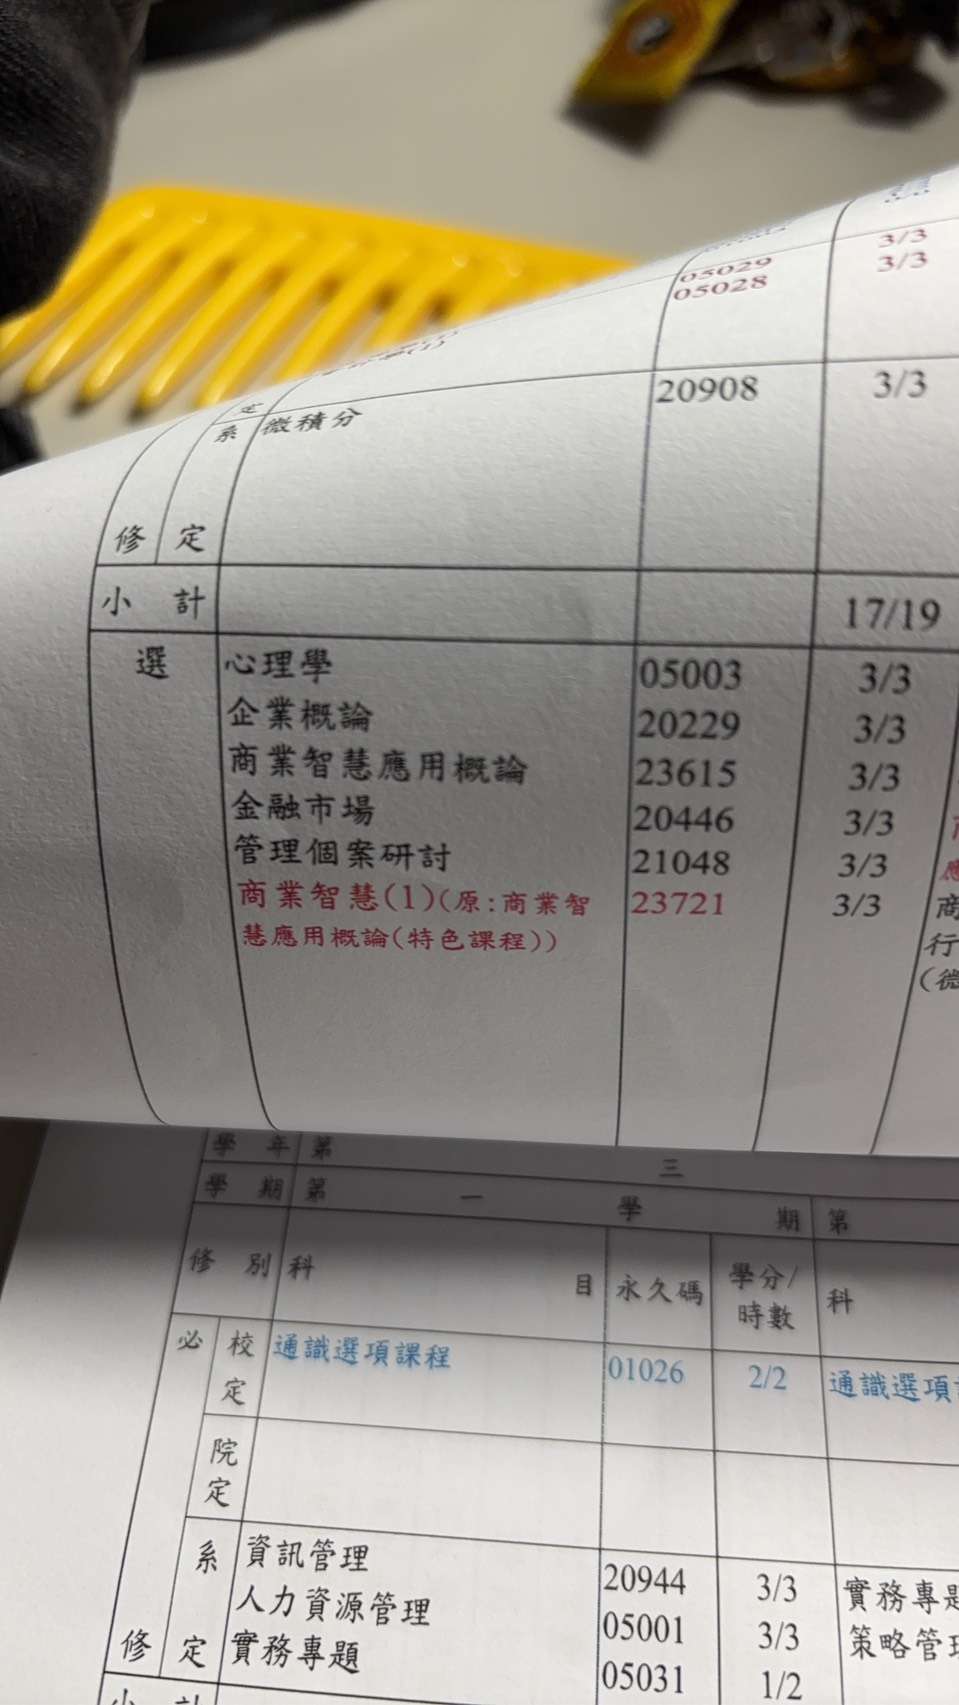 05029 3/3
05028 3/3
定
系 微積分 20908 3/3
修 定
小 計 17/19
選 心理學 05003 3/3
企業概論 20229 3/3
商業智慧應用概論 23615 3/3
金融市場 20446 3/3
管理個案研討 21048 3/3
商業智慧(1)(原:商業智 23721 3/3 商
慧應用概論(特色課程)) 行
(微
學 年 第 三
學 期 第 一 學 期 第
修 別 科 目 永久碼 學分/ 科
時數
必 校 通識選項課程 01026 2/2 通識選項
定
院
定
系 資訊管理 20944 3/3 實務專題
人力資源管理 05001 3/3 策略管理
修 定 實務專題 05031 1/2
小 計